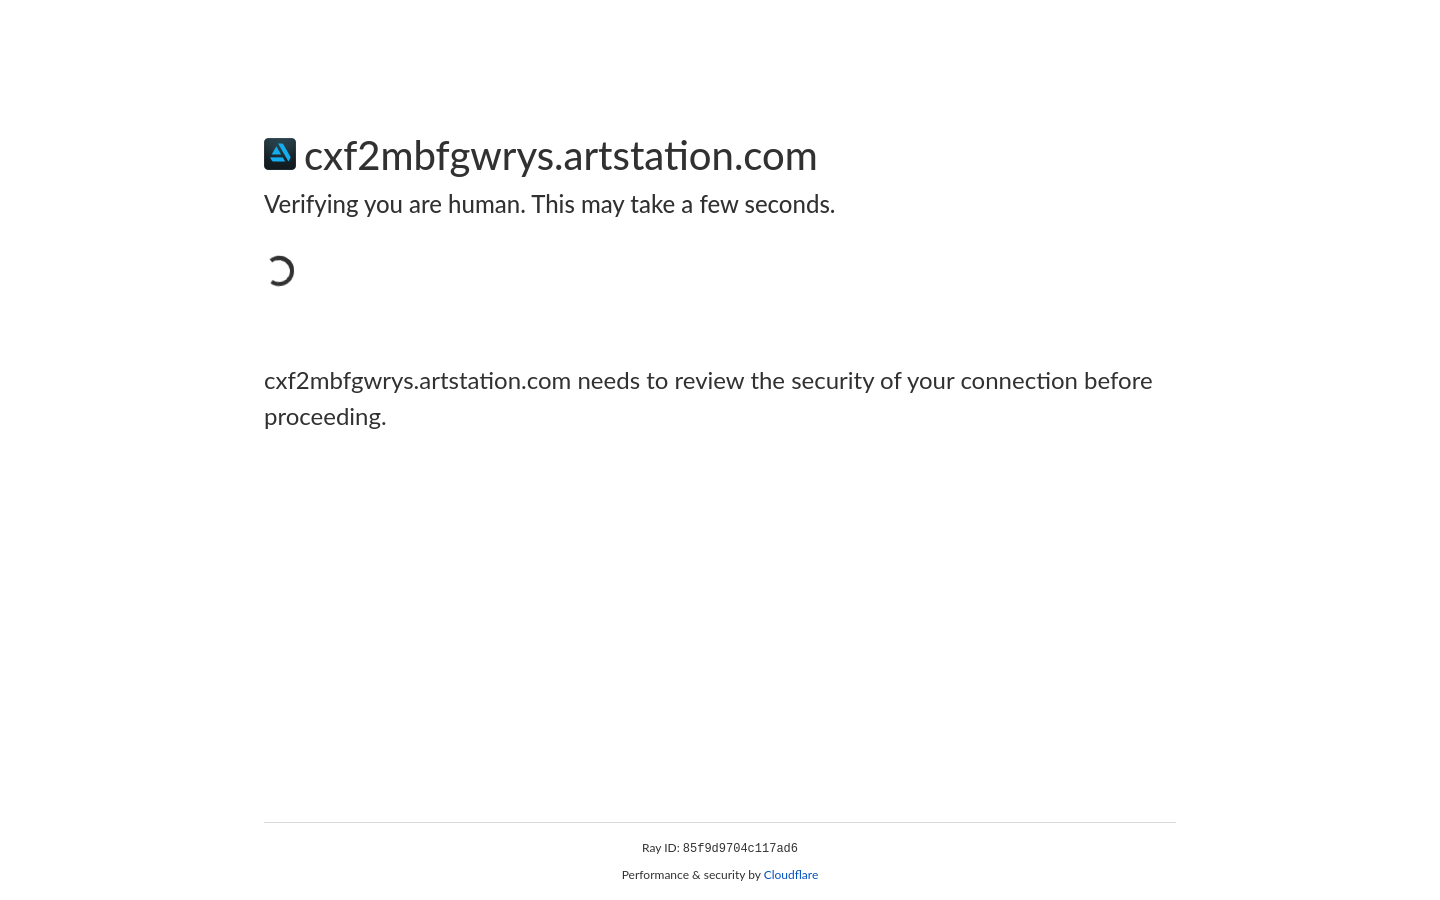 cxf2mbfgwrys.artstation.com
Verifying you are human. This may take a few seconds.
cxf2mbfgwrys.artstation.com needs to review the security of your connection before
proceeding.
Ray ID: 85f9d9704c117ad6
Performance & security by Cloudflare